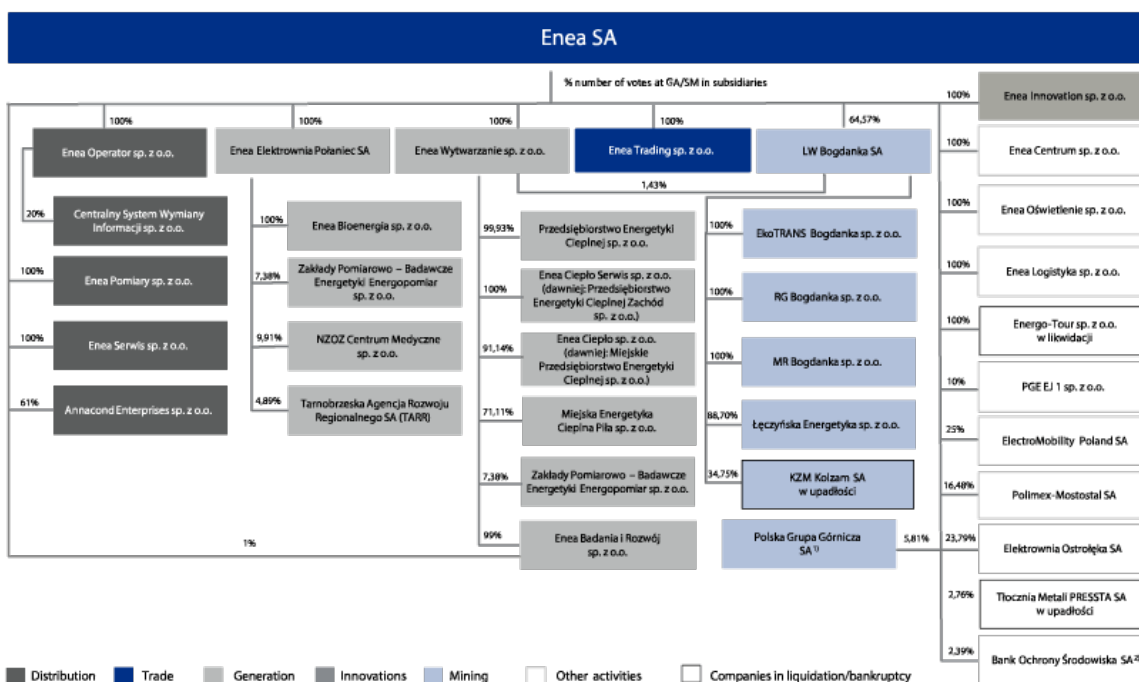 Enea SA
% number of votes at GA/SM in subsidiaries
100%
Enea Operator sp. z o.o.
20%
Centralny System Wymiany
Informacji sp. z o.o.
100%
Enea Pomiary sp. z o.o.
100%
Enea Serwis sp. z o.o.
61%
Annacond Enterprises sp. z o.o.
100%
Enea Elektrownia Połaniec SA
100%
Enea Bioenergia sp. z o.o.
7,38%
Zakłady Pomiarowo – Badawcze
Energetyki Energopomiar
sp. z o.o.
9,91%
NZOZ Centrum Medyczne
sp. z o.o.
4,89%
Tarnobrzeska Agencja Rozwoju
Regionalnego SA (TARR)
100%
Enea Wytwarzanie sp. z o.o.
99,93%
Przedsiębiorstwo Energetyki
Cieplnej sp. z o.o.
100%
Enea Ciepło Serwis sp. z o.o.
(dawniej: Przedsiębiorstwo
Energetyki Cieplnej Zachód
sp. z o.o.)
91,14%
Enea Ciepło sp. z o.o.
(dawniej: Miejskie
Przedsiębiorstwo Energetyki
Cieplnej sp. z o.o.)
71,11%
Miejska Energetyka
Cieplna Piła sp. z o.o.
7,38%
Zakłady Pomiarowo – Badawcze
Energetyki Energopomiar sp. z o.o.
99%
Enea Badania i Rozwój
sp. z o.o.
1%
100%
Enea Trading sp. z o.o.
64,57%
LW Bogdanka SA
1,43%
100%
EkoTRANS Bogdanka sp. z o.o.
100%
RG Bogdanka sp. z o.o.
100%
MR Bogdanka sp. z o.o.
88,70%
Łęczyńska Energetyka sp. z o.o.
34,75%
KZM Kolzam SA
w upadłości
Polska Grupa Górnicza
SA¹⁾
5,81%
100%
Enea Innovation sp. z o.o.
100%
Enea Centrum sp. z o.o.
100%
Enea Oświetlenie sp. z o.o.
100%
Enea Logistyka sp. z o.o.
100%
Energo-Tour sp. z o.o.
w likwidacji
10%
PGE EJ 1 sp. z o.o.
25%
ElectroMobility Poland SA
16,48%
Polimex-Mostostal SA
23,79%
Elektrownia Ostrołęka SA
2,76%
Tłocznia Metali PRESSTA SA
w upadłości
2,39%
Bank Ochrony Środowiska SA²⁾
Distribution
Trade
Generation
Innovations
Mining
Other activities
Companies in liquidation/bankruptcy